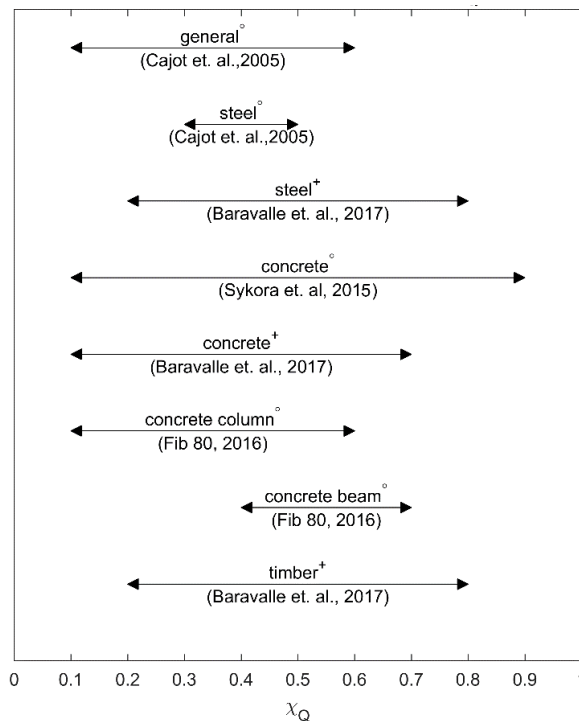 general°
(Cajot et. al.,2005)
steel°
(Cajot et. al.,2005)
steel+
(Baravalle et. al., 2017)
concrete°
(Sykora et. al, 2015)
concrete+
(Baravalle et. al., 2017)
concrete column°
(Fib 80, 2016)
concrete beam°
(Fib 80, 2016)
timber+
(Baravalle et. al., 2017)
0 0.1 0.2 0.3 0.4 0.5 0.6 0.7 0.8 0.9
χQ